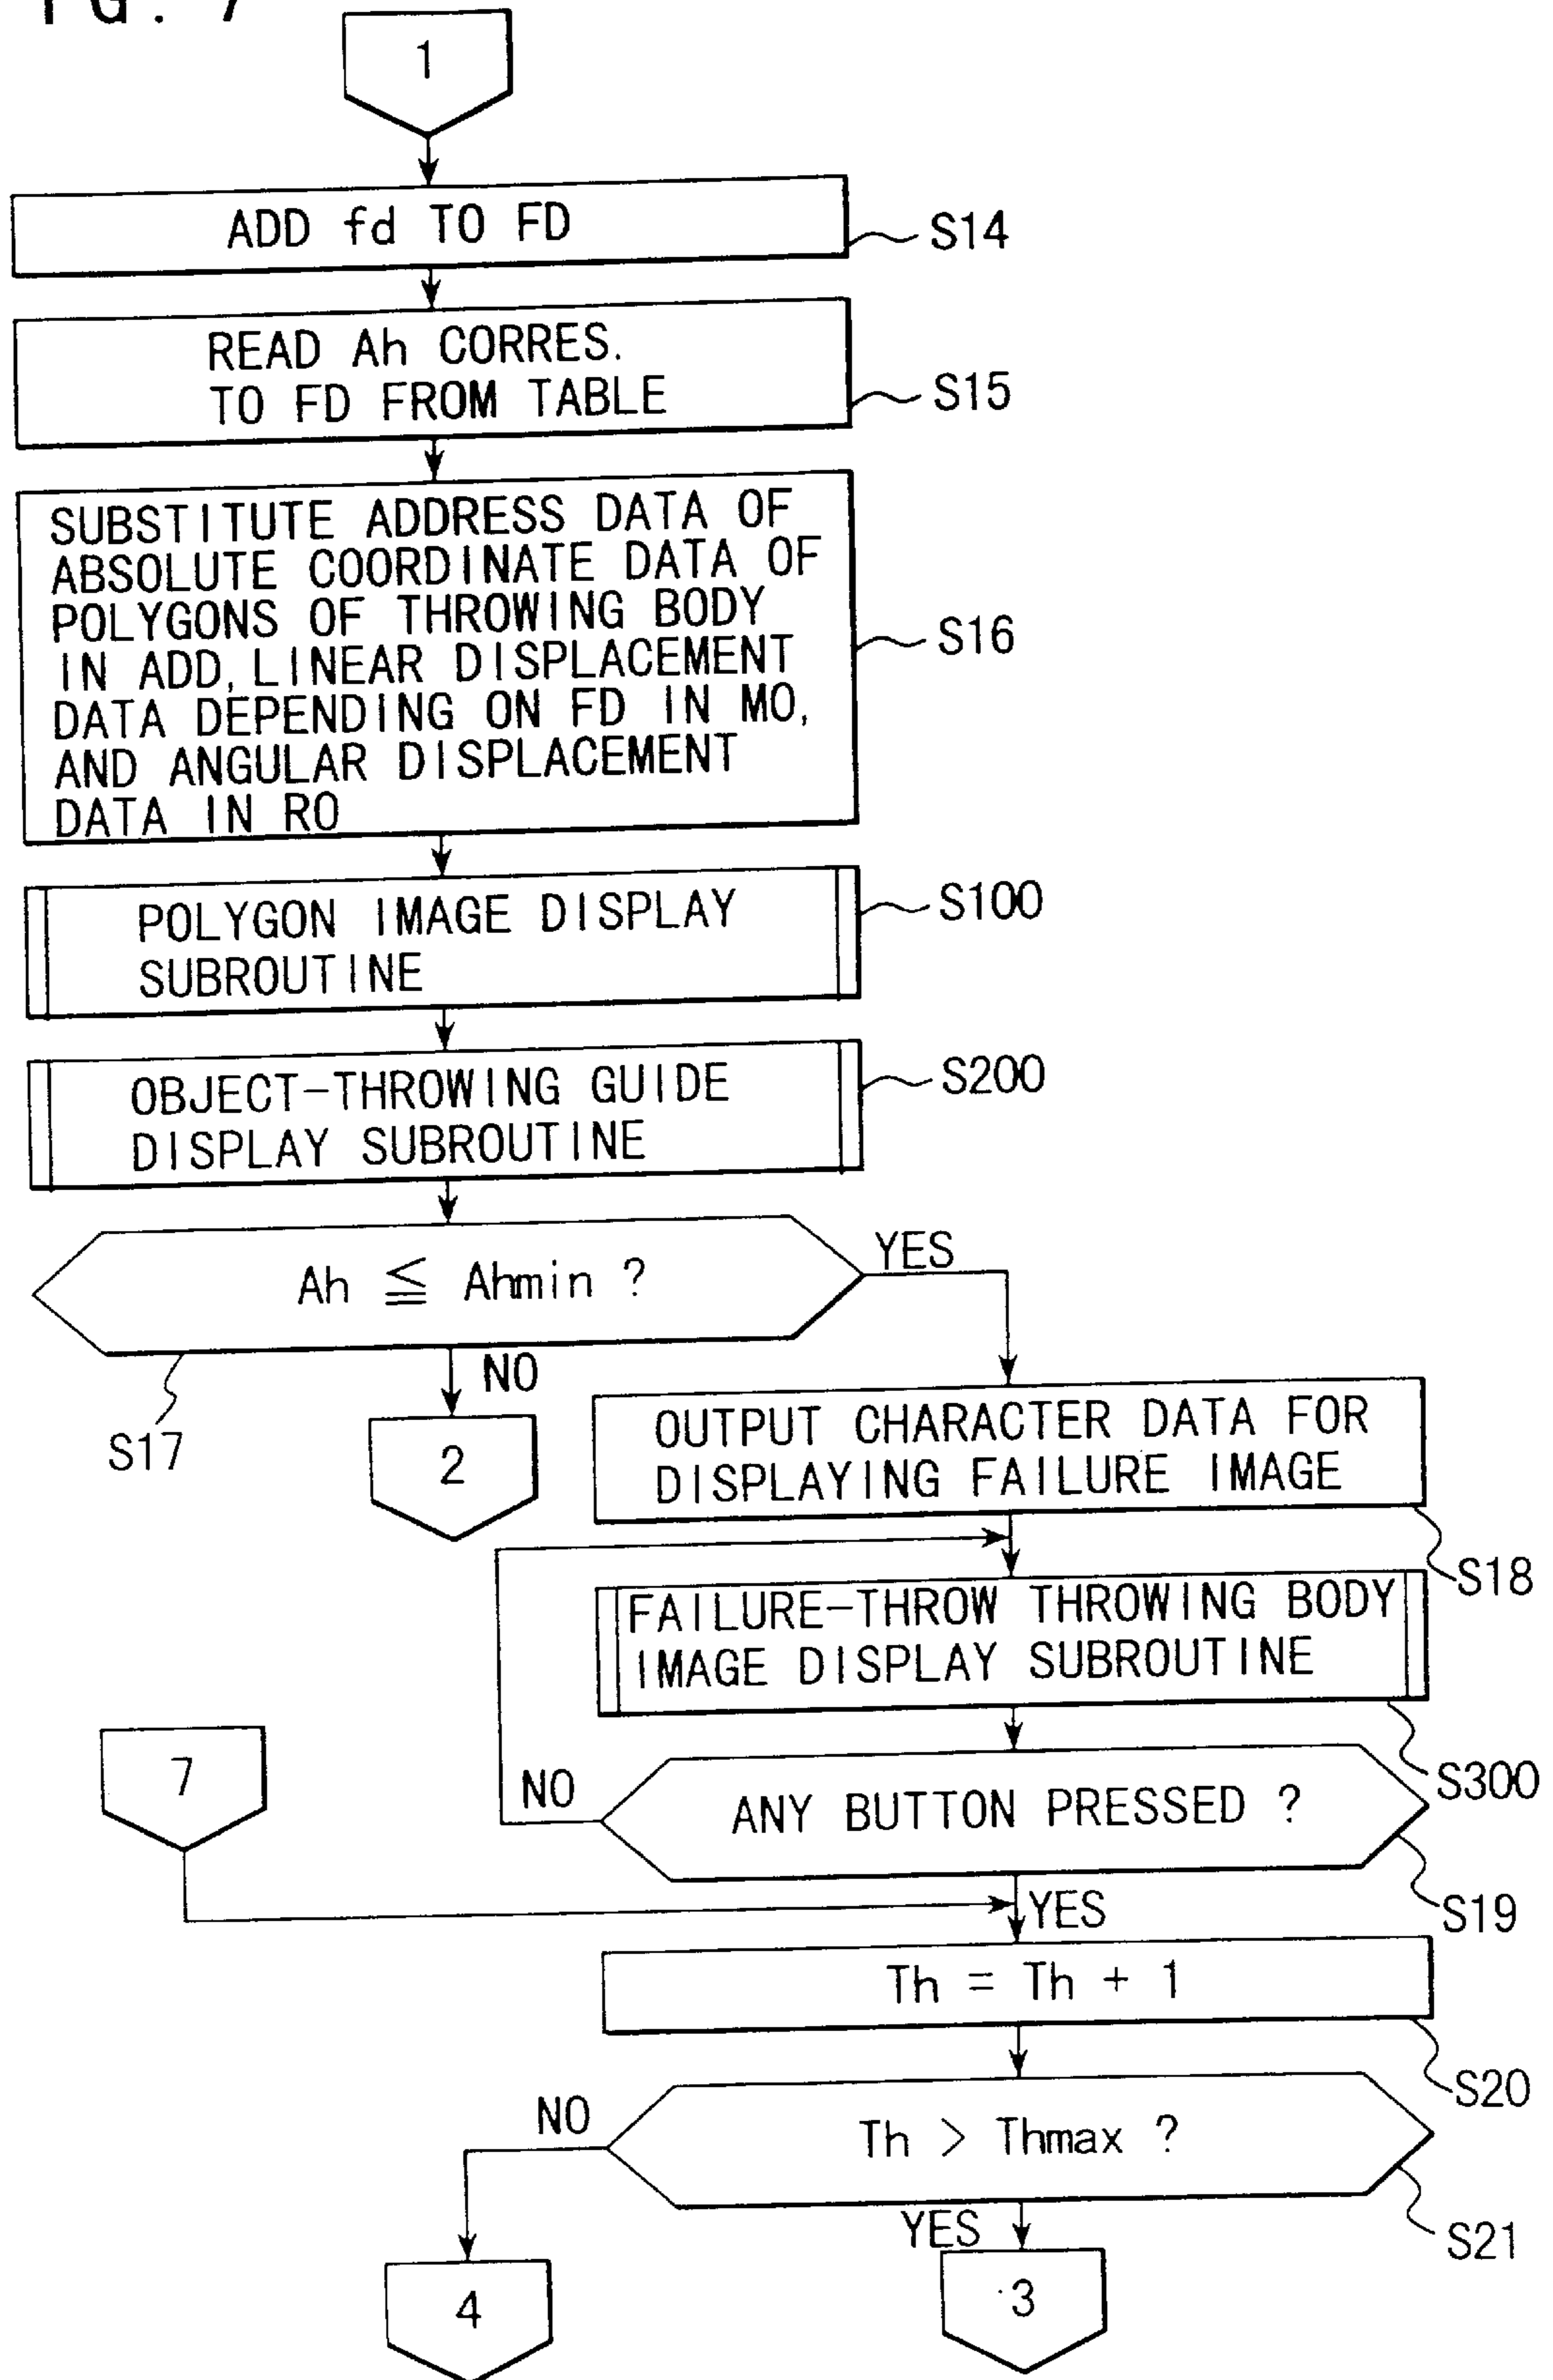 FG. 7
1
ADD fd TO FD
S14
READ Ah CORRES.
TO FD FROM TABLE
S15
SUBSTITUTE ADDRESS DATA OF
ABSOLUTE COORDINATE DATA OF
POLYGONS OF THROWING BODY
IN ADD, LINEAR DISPLACEMENT
DATA DEPENDING ON FD IN MO,
AND ANGULAR DISPLACEMENT
DATA IN RO
S16
POLYGON IMAGE DISPLAY
SUBROUTINE
S100
OBJECT-THROWING GUIDE
DISPLAY SUBROUTINE
S200
Ah ≦ Ahmin ?
YES
NO
S17
2
OUTPUT CHARACTER DATA FOR
DISPLAYING FAILURE IMAGE
S18
FAILURE-THROW THROWING BODY
IMAGE DISPLAY SUBROUTINE
S300
7
NO
ANY BUTTON PRESSED ?
S19
YES
Th = Th + 1
S20
NO
Th > Thmax ?
S21
YES
4
3